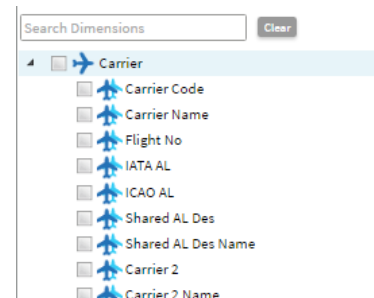 Search Dimensions Clear
Carrier
Carrier Code
Carrier Name
Flight No
IATA AL
ICAO AL
Shared AL Des
Shared AL Des Name
Carrier 2
Carrier 2 Name